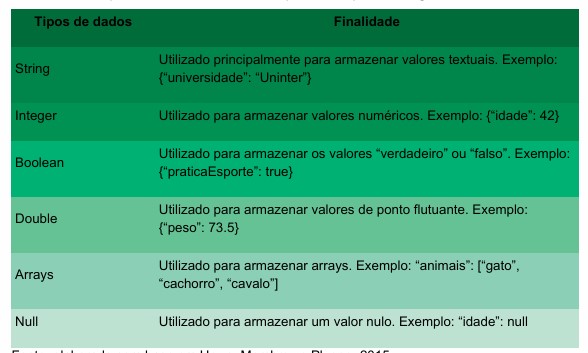 Tipos de dados Finalidade
String
Utilizado principalmente para armazenar valores textuais. Exemplo:
{“universidade”: “Uninter”}
Integer Utilizado para armazenar valores numéricos. Exemplo: {“idade”: 42}
Boolean
Utilizado para armazenar os valores “verdadeiro” ou “falso”. Exemplo:
{“praticaEsporte”: true}
Double
Utilizado para armazenar valores de ponto flutuante. Exemplo:
{“peso”: 73.5}
Arrays
Utilizado para armazenar arrays. Exemplo: “animais”: [“gato”,
“cachorro”, “cavalo”]
Null Utilizado para armazenar um valor nulo. Exemplo: “idade”: null